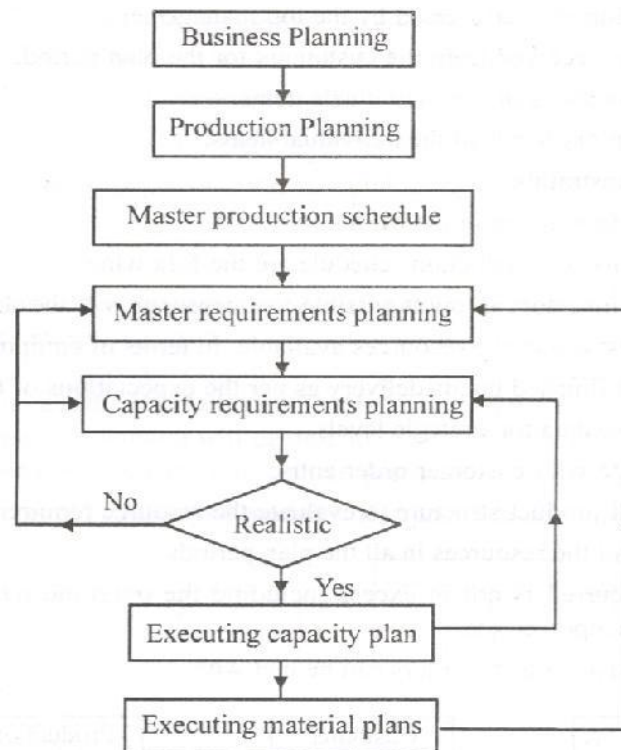 Business Planning
Production Planning
Master production schedule
Master requirements planning
Capacity requirements planning
No
Realistic
Yes
Executing capacity plan
Executing material plans